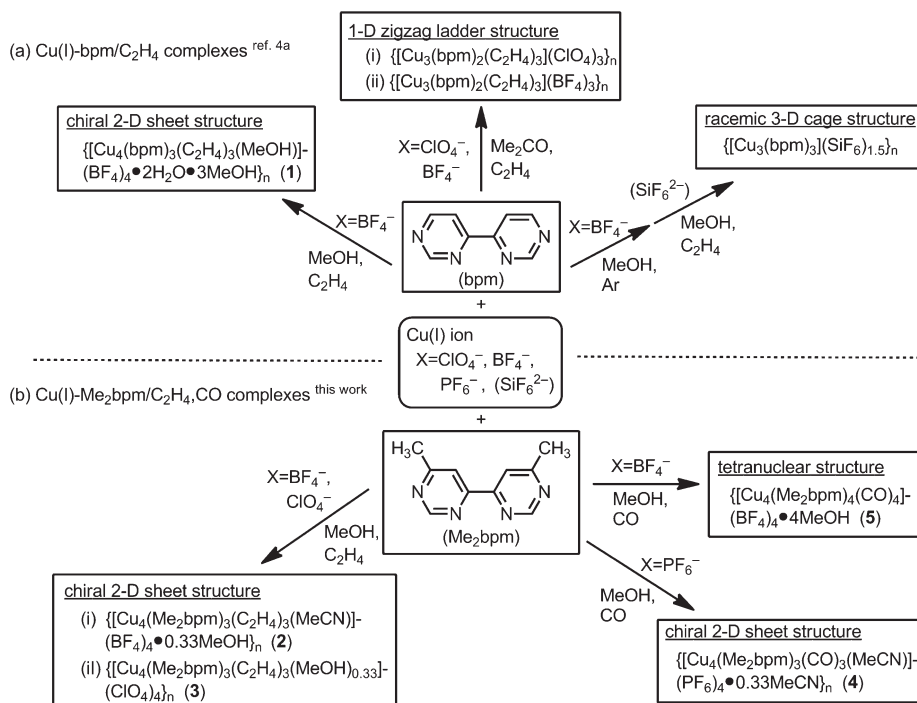 (a) Cu(I)-bpm/C2H4 complexes ref. 4a
1-D zigzag ladder structure
(i) {[Cu3(bpm)2(C2H4)3](ClO4)3}n
(ii) {[Cu3(bpm)2(C2H4)3](BF4)3}n
chiral 2-D sheet structure
{[Cu4(bpm)3(C2H4)3(MeOH)]-
(BF4)4•2H2O•3MeOH}n (1)
racemic 3-D cage structure
{[Cu3(bpm)3](SiF6)1.5}n
X=ClO4−,
BF4−
Me2CO,
C2H4
X=BF4−
MeOH,
C2H4
X=BF4−
MeOH,
Ar
(SiF62−)
MeOH,
C2H4
N N
N N
(bpm)
+
Cu(I) ion
X=ClO4−, BF4−,
PF6−, (SiF62−)
+
(b) Cu(I)-Me2bpm/C2H4,CO complexes this work
H3C CH3
N N
N N
(Me2bpm)
X=BF4−,
ClO4−
MeOH,
C2H4
X=BF4−
MeOH,
CO
tetranuclear structure
{[Cu4(Me2bpm)4(CO)4]-
(BF4)4•4MeOH (5)
X=PF6−
MeOH,
CO
chiral 2-D sheet structure
(i) {[Cu4(Me2bpm)3(C2H4)3(MeCN)]-
(BF4)4•0.33MeOH}n (2)
(iI) {[Cu4(Me2bpm)3(C2H4)3(MeOH)0.33]-
(ClO4)4}n (3)
chiral 2-D sheet structure
{[Cu4(Me2bpm)3(CO)3(MeCN)]-
(PF6)4•0.33MeCN}n (4)